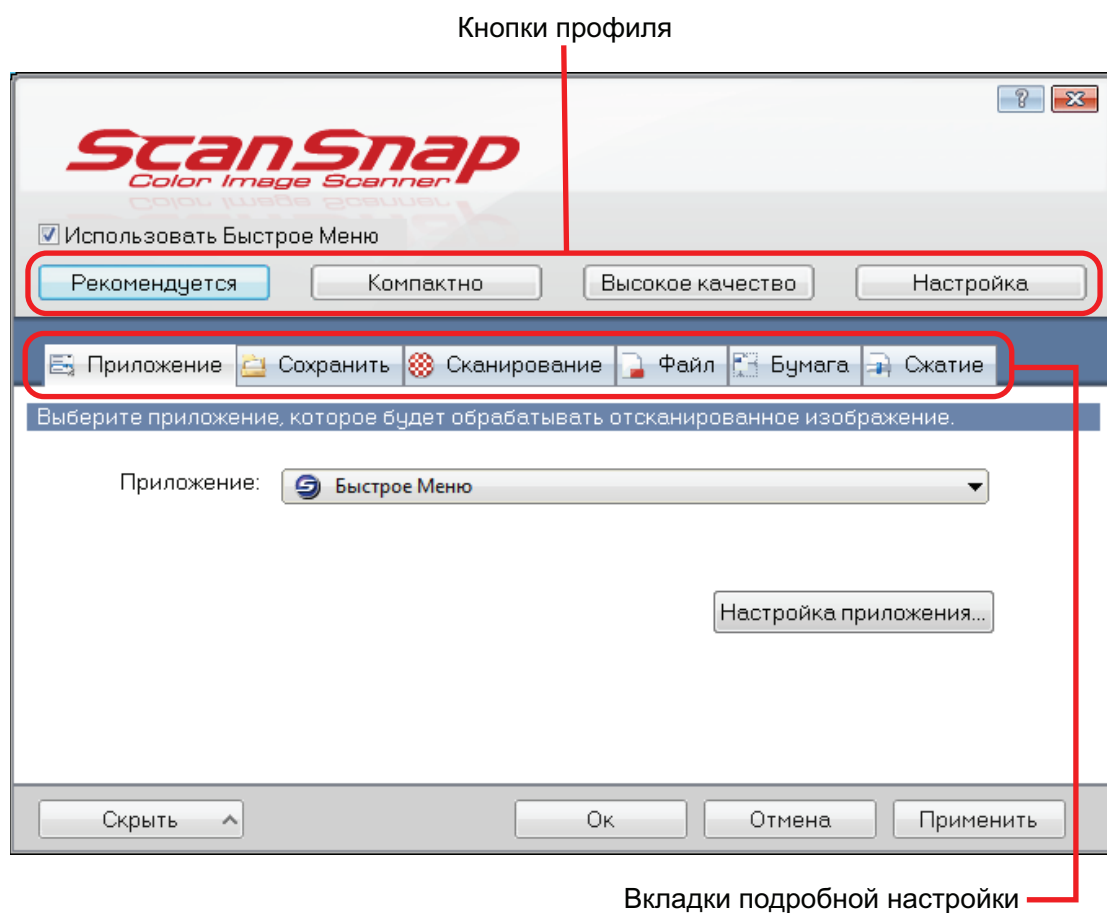 Кнопки профиля
ScanSnap
Color Image Scanner
Использовать Быстрое Меню
Рекомендуется Компактно Высокое качество Настройка
Приложение Сохранить Сканирование Файл Бумага Сжатие
Выберите приложение, которое будет обрабатывать отсканированное изображение.
Приложение: Быстрое Меню
Настройка приложения...
Скрыть Ок Отмена Применить
Вкладки подробной настройки